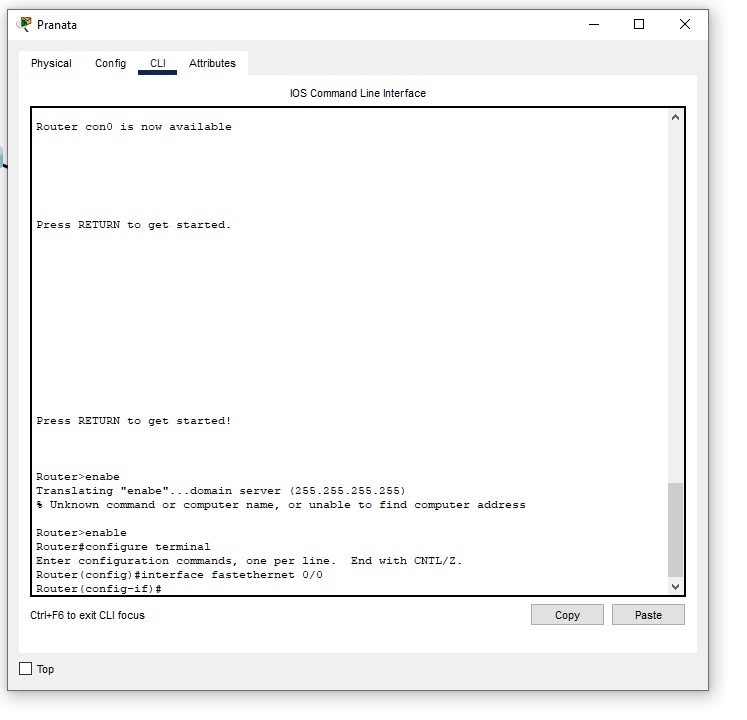 Pranata
Physical Config CLI Attributes
IOS Command Line Interface
Router con0 is now available
Press RETURN to get started.
Press RETURN to get started!
Router>enabe
Translating "enabe"...domain server (255.255.255.255)
% Unknown command or computer name, or unable to find computer address
Router>enable
Router#configure terminal
Enter configuration commands, one per line.  End with CNTL/Z.
Router(config)#interface fastethernet 0/0
Router(config-if)#
Ctrl+F6 to exit CLI focus
Copy Paste
Top